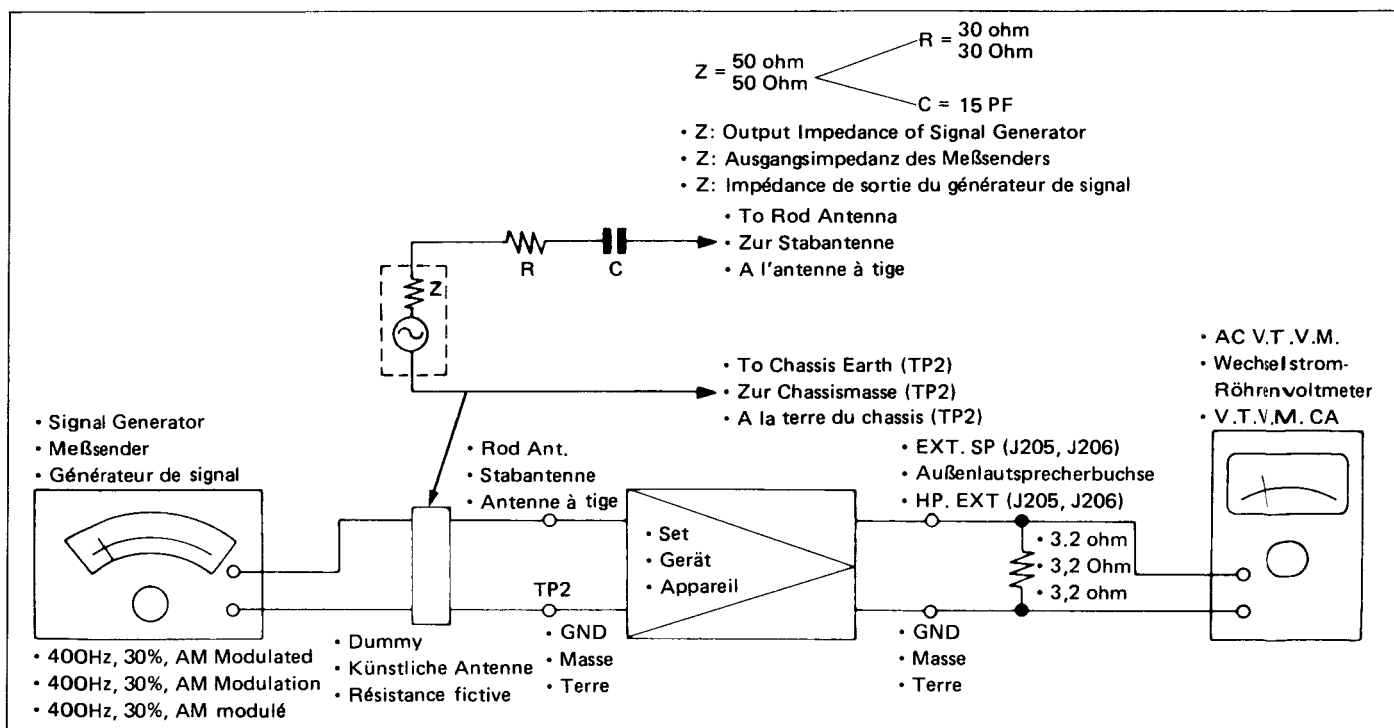 Z = 50 ohm
50 Ohm
R = 30 ohm
30 Ohm
C = 15 PF
• Z: Output Impedance of Signal Generator
• Z: Ausgangsimpedanz des Meßsenders
• Z: Impédance de sortie du générateur de signal
• To Rod Antenna
• Zur Stabantenne
• A l'antenne à tige
R
C
Z
• To Chassis Earth (TP2)
• Zur Chassismasse (TP2)
• A la terre du chassis (TP2)
• AC V.T.V.M.
• Wechselstrom-
Röhrenvoltmeter
• V.T.V.M. CA
• Signal Generator
• Meßsender
• Générateur de signal
• Rod Ant.
• Stabantenne
• Antenne à tige
• EXT. SP (J205, J206)
• Außenlautsprecherbuchse
• HP. EXT (J205, J206)
• Set
• Gerät
• Appareil
• 3.2 ohm
• 3,2 Ohm
• 3,2 ohm
TP2
• GND
• Masse
• Terre
• GND
• Masse
• Terre
• Dummy
• Künstliche Antenne
• Résistance fictive
• 400Hz, 30%, AM Modulated
• 400Hz, 30%, AM Modulation
• 400Hz, 30%, AM modulé